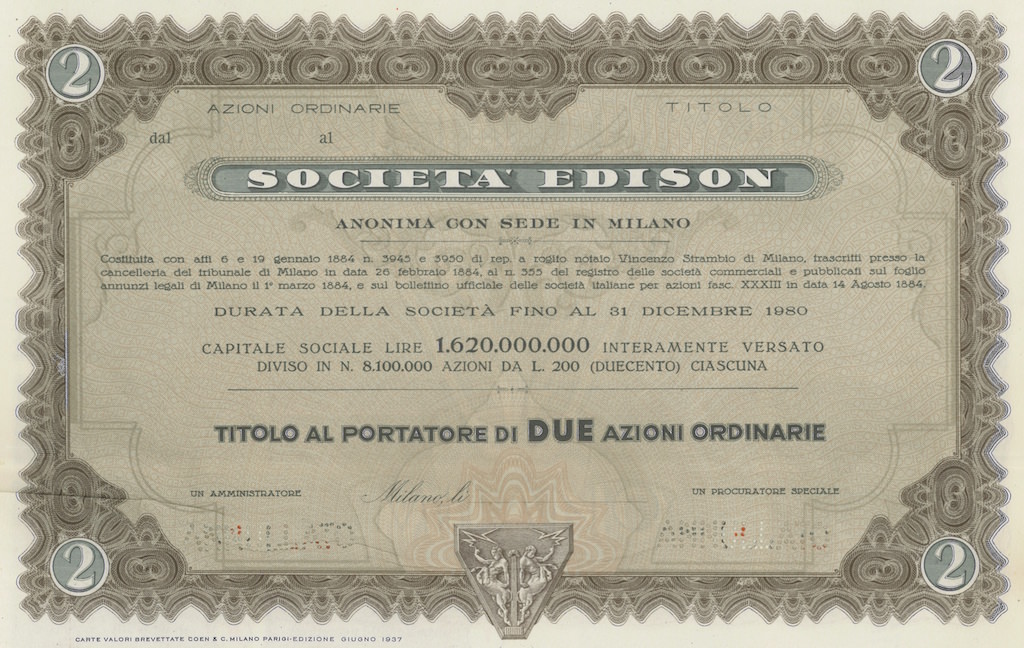 2 2
AZIONI ORDINARIE TITOLO
dal al
SOCIETA' EDISON
ANONIMA CON SEDE IN MILANO
Costituita con atti 6 e 19 gennaio 1884 n. 3945 e 3950 di rep. a rogito notaio Vincenzo Strambio di Milano, trascritti presso la
cancelleria del tribunale di Milano in data 26 febbraio 1884, al n. 355 del registro delle società commerciali e pubblicati sul foglio
annunzi legali di Milano il 1° marzo 1884, e sul bollettino ufficiale delle società italiane per azioni fasc. XXXIII in data 14 Agosto 1884.
DURATA DELLA SOCIETÀ FINO AL 31 DICEMBRE 1980
CAPITALE SOCIALE LIRE 1.620.000.000 INTERAMENTE VERSATO
DIVISO IN N. 8.100.000 AZIONI DA L. 200 (DUECENTO) CIASCUNA
TITOLO AL PORTATORE DI DUE AZIONI ORDINARIE
UN AMMINISTRATORE Milano, li UN PROCURATORE SPECIALE
ANNULLATO ANNULLATO
2 2
CARTE VALORI BREVETTATE COEN & C. MILANO PARIGI-EDIZIONE GIUGNO 1937